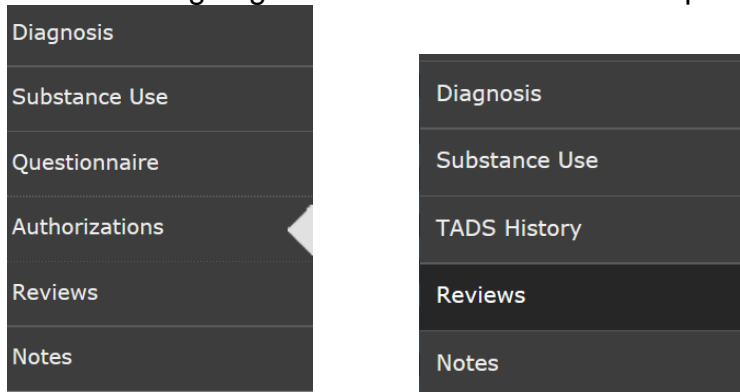 Diagnosis
Substance Use
Questionnaire
Authorizations
Reviews
Notes
Diagnosis
Substance Use
TADS History
Reviews
Notes